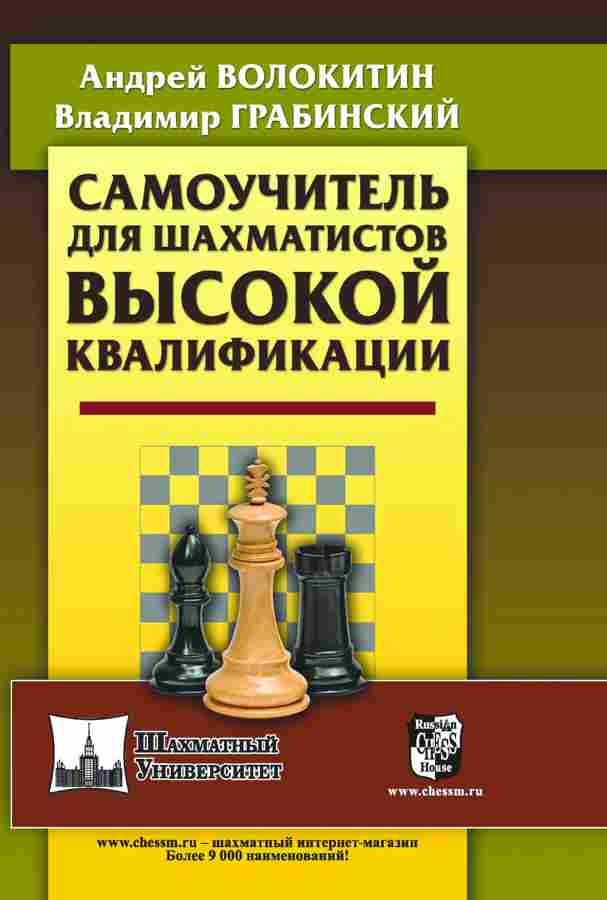 Андрей ВОЛОКИТИН
Владимир ГРАБИНСКИЙ
САМОУЧИТЕЛЬ
ДЛЯ ШАХМАТИСТОВ
ВЫСОКОЙ
КВАЛИФИКАЦИИ
Шахматный
Университет
Russian
CHESS
House
www.chessm.ru
www.chessm.ru – шахматный интернет-магазин
Более 9 000 наименований!